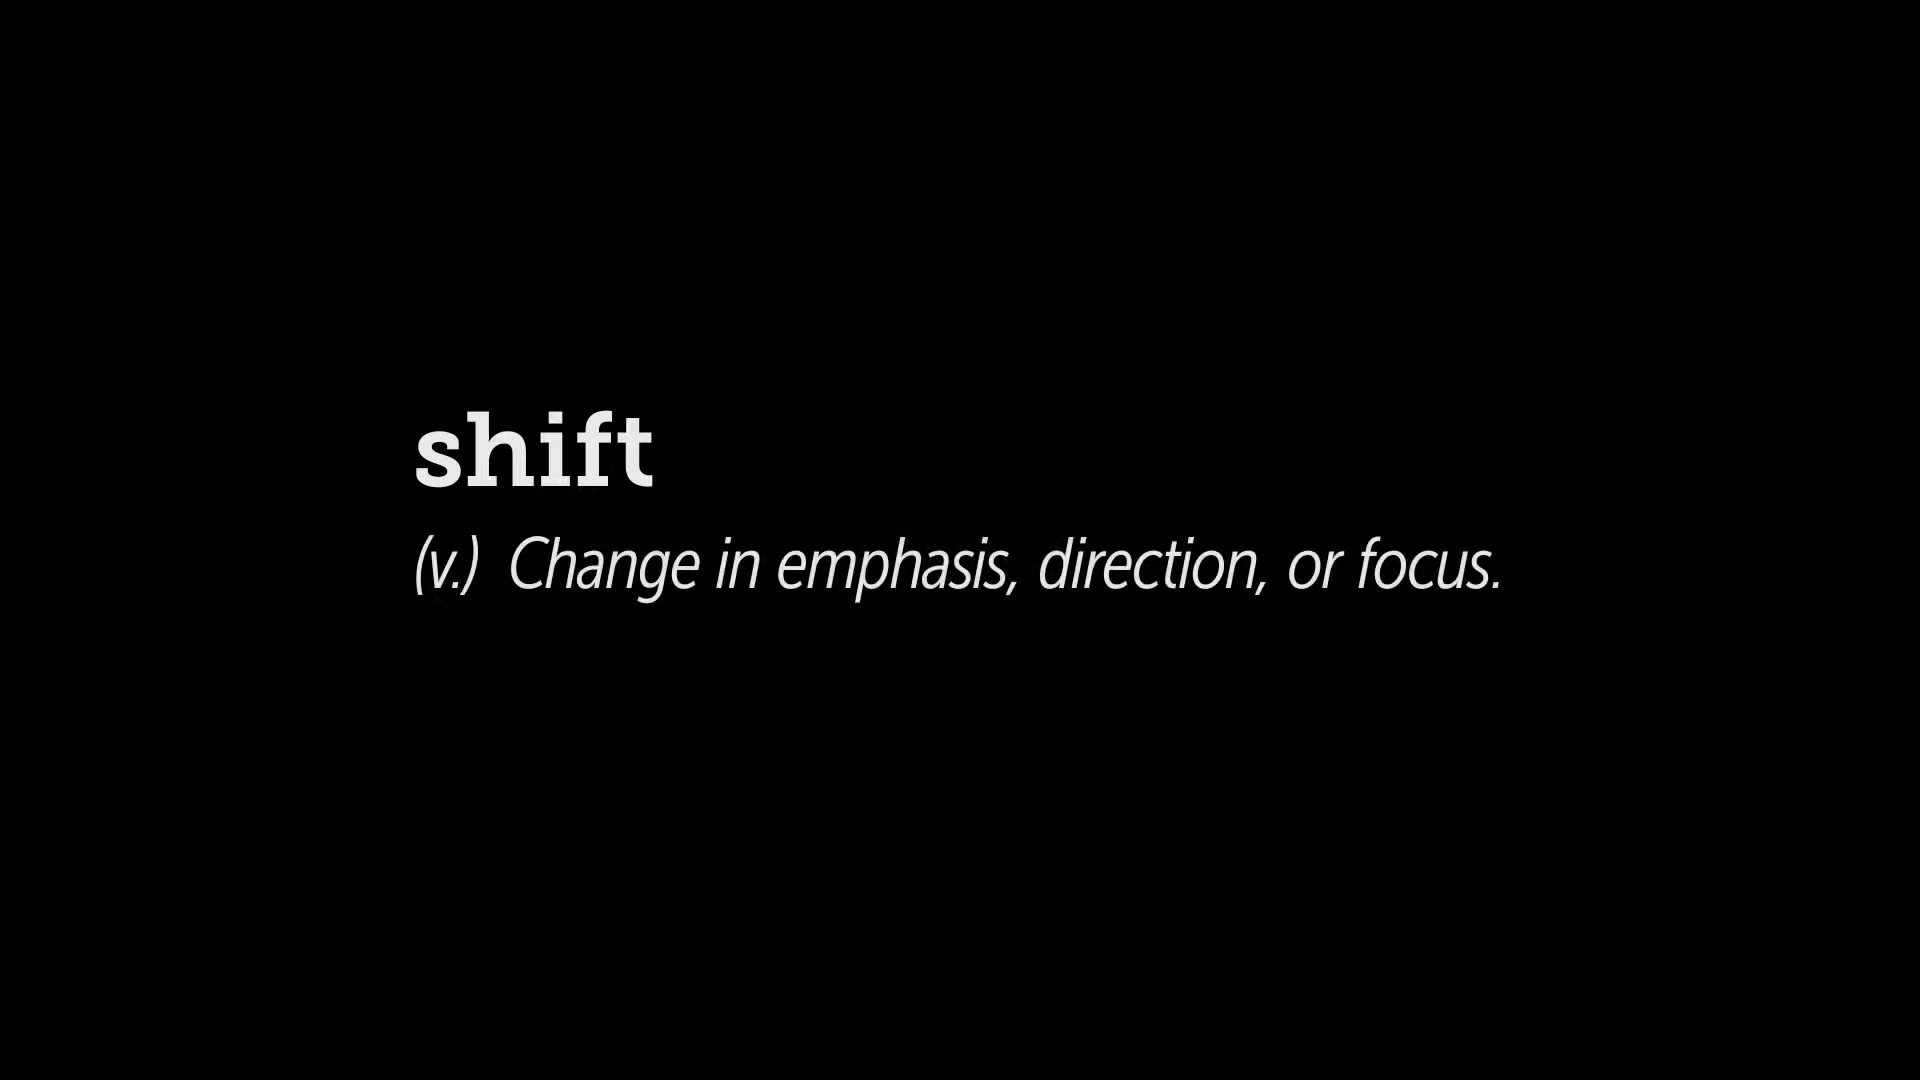 shift
(v.) Change in emphasis, direction, or focus.